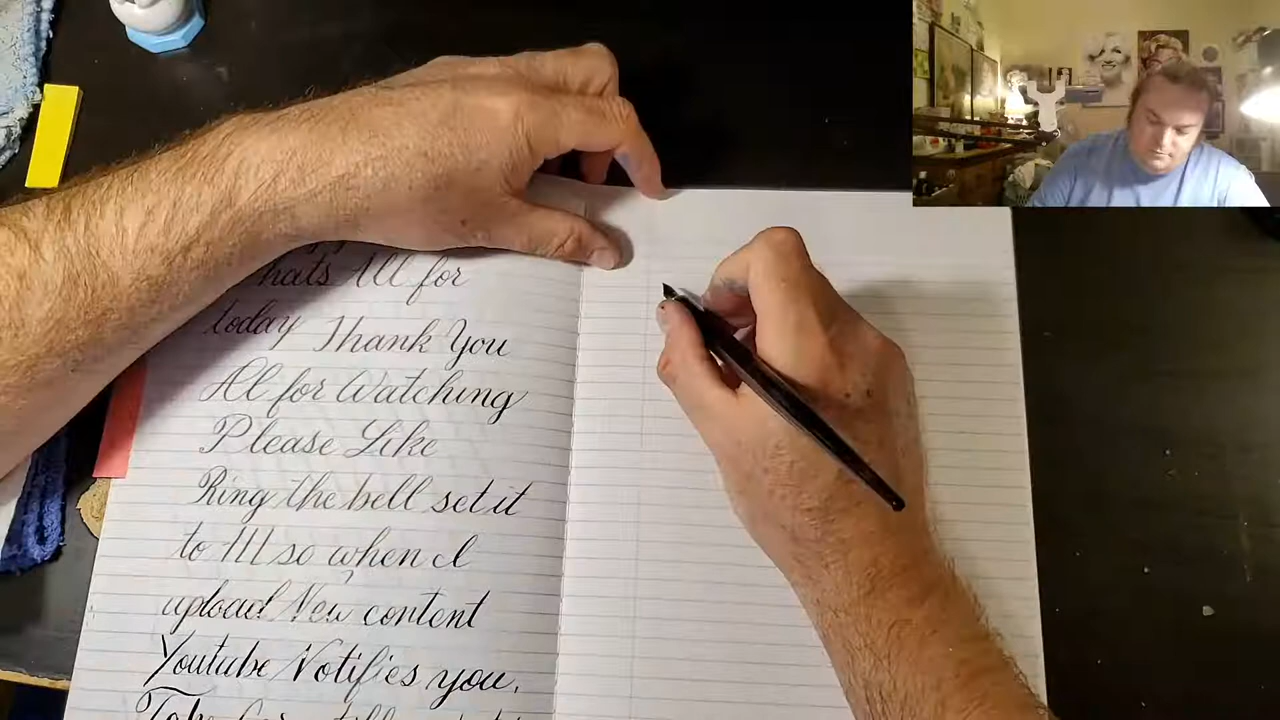 hats All for
today Thank You
All for Watching
Please Like
Ring the bell set it
to All so when I
upload New content
Youtube Notifies you.